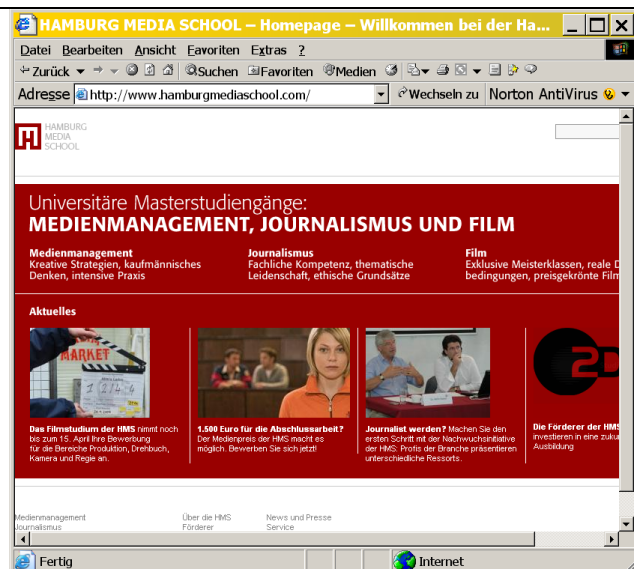 HAMBURG MEDIA SCHOOL – Homepage – Willkommen bei der Ha...
Datei Bearbeiten Ansicht Favoriten Extras ?
Zurück Suchen Favoriten Medien
Adresse http://www.hamburgmediaschool.com/ Wechseln zu Norton AntiVirus
HAMBURG
MEDIA
SCHOOL
Universitäre Masterstudiengänge:
MEDIENMANAGEMENT, JOURNALISMUS UND FILM
Medienmanagement
Kreative Strategien, kaufmännisches
Denken, intensive Praxis
Journalismus
Fachliche Kompetenz, thematische
Leidenschaft, ethische Grundsätze
Film
Exklusive Meisterklassen, reale D
bedingungen, preisgekrönte Film
Aktuelles
MARKET
Das Filmstudium der HMS nimmt noch
bis zum 15. April Ihre Bewerbung
für die Bereiche Produktion, Drehbuch,
Kamera und Regie an.
1.500 Euro für die Abschlussarbeit?
Der Medienpreis der HMS macht es
möglich. Bewerben Sie sich jetzt!
Journalist werden? Machen Sie den
ersten Schritt mit der Nachwuchsinitiative
der HMS: Profis der Branche präsentieren
unterschiedliche Ressorts.
2D
Die Förderer der HMS
investieren in eine zuku
Ausbildung
Medienmanagement
Journalismus
Über die HMS
Förderer
News und Presse
Service
Fertig
Internet